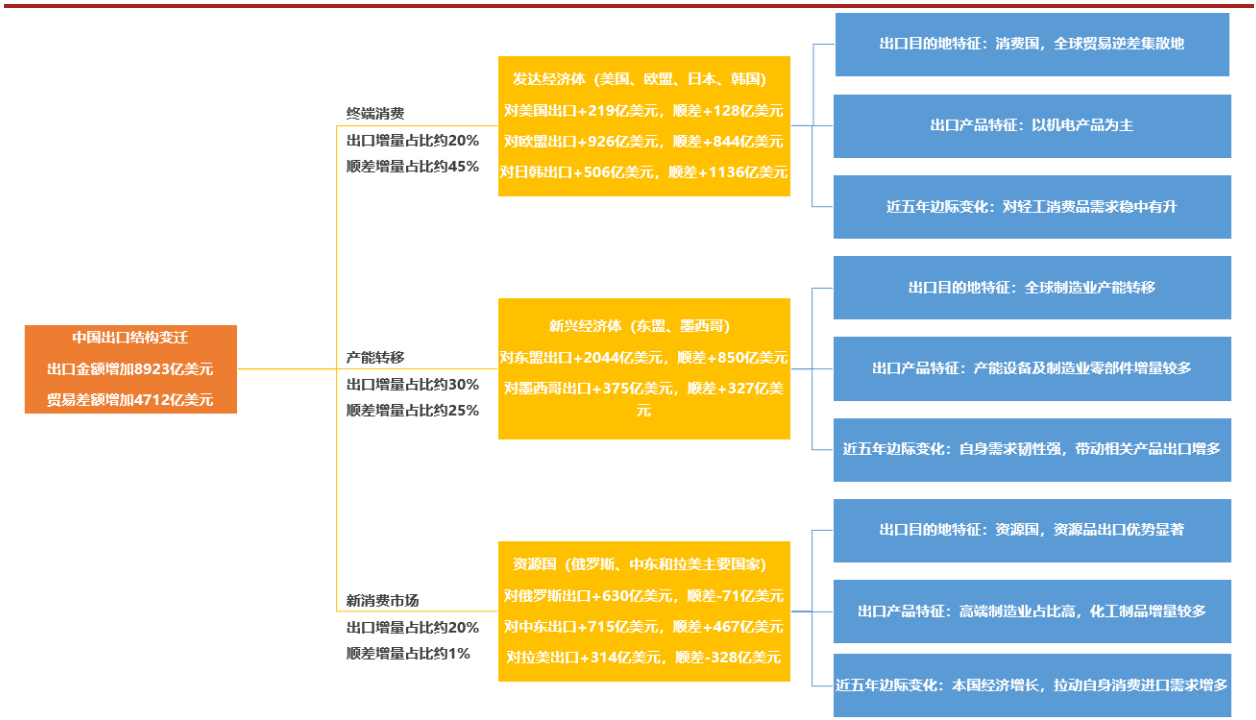 中国出口结构变迁
出口金额增加8923亿美元
贸易差额增加4712亿美元
终端消费
出口增量占比约20%
顺差增量占比约45%
发达经济体（美国、欧盟、日本、韩国）
对美国出口+219亿美元，顺差+128亿美元
对欧盟出口+926亿美元，顺差+844亿美元
对日韩出口+506亿美元，顺差+1136亿美元
出口目的地特征：消费国，全球贸易逆差集散地
出口产品特征：以机电产品为主
近五年边际变化：对轻工消费品需求稳中有升
产能转移
出口增量占比约30%
顺差增量占比约25%
新兴经济体（东盟、墨西哥）
对东盟出口+2044亿美元，顺差+850亿美元
对墨西哥出口+375亿美元，顺差+327亿美
元
出口目的地特征：全球制造业产能转移
出口产品特征：产能设备及制造业零部件增量较多
近五年边际变化：自身需求韧性强，带动相关产品出口增多
新消费市场
出口增量占比约20%
顺差增量占比约1%
资源国（俄罗斯、中东和拉美主要国家）
对俄罗斯出口+630亿美元，顺差-71亿美元
对中东出口+715亿美元，顺差+467亿美元
对拉美出口+314亿美元，顺差-328亿美元
出口目的地特征：资源国，资源品出口优势显著
出口产品特征：高端制造业占比高，化工制品增量较多
近五年边际变化：本国经济增长，拉动自身消费进口需求增多